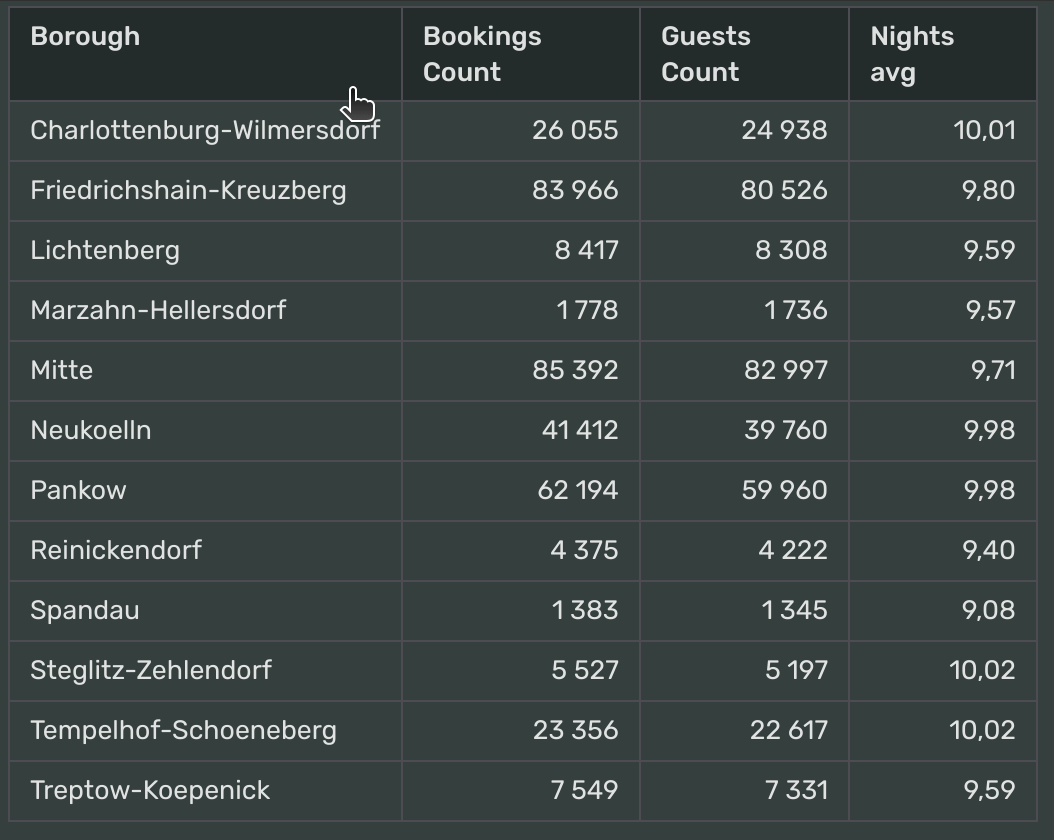 Borough Bookings Count Guests Count Nights avg
Charlottenburg-Wilmersdorf 26 055 24 938 10,01
Friedrichshain-Kreuzberg 83 966 80 526 9,80
Lichtenberg 8 417 8 308 9,59
Marzahn-Hellersdorf 1 778 1 736 9,57
Mitte 85 392 82 997 9,71
Neukoelln 41 412 39 760 9,98
Pankow 62 194 59 960 9,98
Reinickendorf 4 375 4 222 9,40
Spandau 1 383 1 345 9,08
Steglitz-Zehlendorf 5 527 5 197 10,02
Tempelhof-Schoeneberg 23 356 22 617 10,02
Treptow-Koepenick 7 549 7 331 9,59